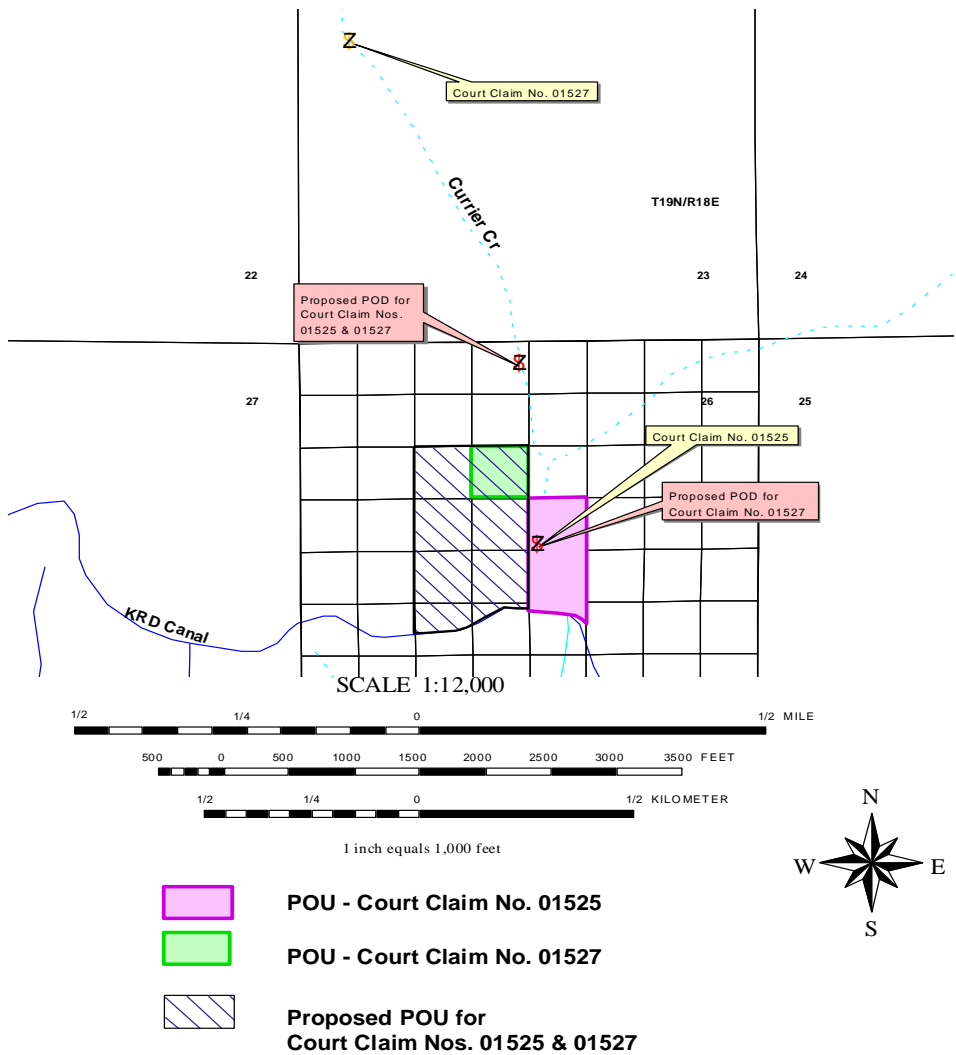 Z
Court Claim No. 01527
T19N/R18E
Currier Cr
22
23
24
Proposed POD for
Court Claim Nos.
01525 & 01527
Z
27
26
25
Court Claim No. 01525
Proposed POD for
Court Claim No. 01527
Z
KRD Canal
SCALE 1:12,000
1/2 1/4 0 1/2 MILE
500 0 500 1000 1500 2000 2500 3000 3500 FEET
1/2 1/4 0 1/2 KILOMETER
1 inch equals 1,000 feet
N
W E
S
POU - Court Claim No. 01525
POU - Court Claim No. 01527
Proposed POU for
Court Claim Nos. 01525 & 01527